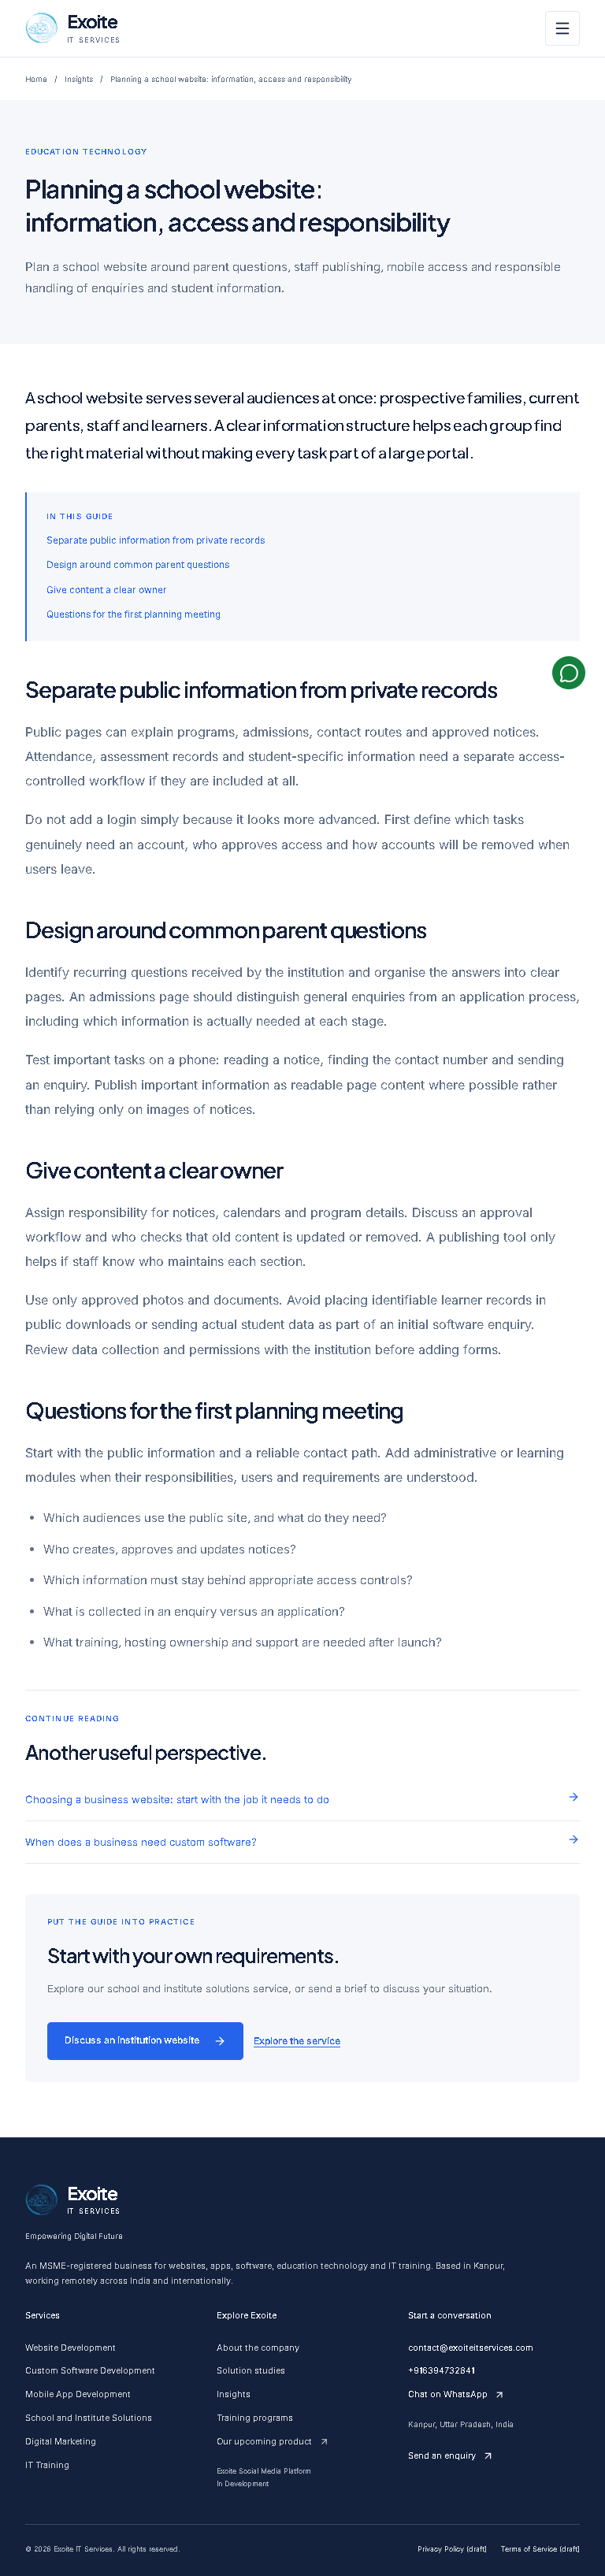 Exoite
IT SERVICES
Home / Insights / Planning a school website: information, access and responsibility
EDUCATION TECHNOLOGY
Planning a school website:
information, access and responsibility
Plan a school website around parent questions, staff publishing, mobile access and responsible
handling of enquiries and student information.
A school website serves several audiences at once: prospective families, current
parents, staff and learners. A clear information structure helps each group find
the right material without making every task part of a large portal.
IN THIS GUIDE
Separate public information from private records
Design around common parent questions
Give content a clear owner
Questions for the first planning meeting
Separate public information from private records
Public pages can explain programs, admissions, contact routes and approved notices.
Attendance, assessment records and student-specific information need a separate access-
controlled workflow if they are included at all.
Do not add a login simply because it looks more advanced. First define which tasks
genuinely need an account, who approves access and how accounts will be removed when
users leave.
Design around common parent questions
Identify recurring questions received by the institution and organise the answers into clear
pages. An admissions page should distinguish general enquiries from an application process,
including which information is actually needed at each stage.
Test important tasks on a phone: reading a notice, finding the contact number and sending
an enquiry. Publish important information as readable page content where possible rather
than relying only on images of notices.
Give content a clear owner
Assign responsibility for notices, calendars and program details. Discuss an approval
workflow and who checks that old content is updated or removed. A publishing tool only
helps if staff know who maintains each section.
Use only approved photos and documents. Avoid placing identifiable learner records in
public downloads or sending actual student data as part of an initial software enquiry.
Review data collection and permissions with the institution before adding forms.
Questions for the first planning meeting
Start with the public information and a reliable contact path. Add administrative or learning
modules when their responsibilities, users and requirements are understood.
• Which audiences use the public site, and what do they need?
• Who creates, approves and updates notices?
• Which information must stay behind appropriate access controls?
• What is collected in an enquiry versus an application?
• What training, hosting ownership and support are needed after launch?
CONTINUE READING
Another useful perspective.
Choosing a business website: start with the job it needs to do →
When does a business need custom software? →
PUT THE GUIDE INTO PRACTICE
Start with your own requirements.
Explore our school and institute solutions service, or send a brief to discuss your situation.
Discuss an institution website → Explore the service
Exoite
IT SERVICES
Empowering Digital Future
An MSME-registered business for websites, apps, software, education technology and IT training. Based in Kanpur,
working remotely across India and internationally.
Services
Website Development
Custom Software Development
Mobile App Development
School and Institute Solutions
Digital Marketing
IT Training
Explore Exoite
About the company
Solution studies
Insights
Training programs
Our upcoming product ↗
Exoite Social Media Platform
In Development
Start a conversation
contact@exoiteitservices.com
+916394732841
Chat on WhatsApp ↗
Kanpur, Uttar Pradesh, India
Send an enquiry ↗
© 2026 Exoite IT Services. All rights reserved.
Privacy Policy (draft) Terms of Service (draft)